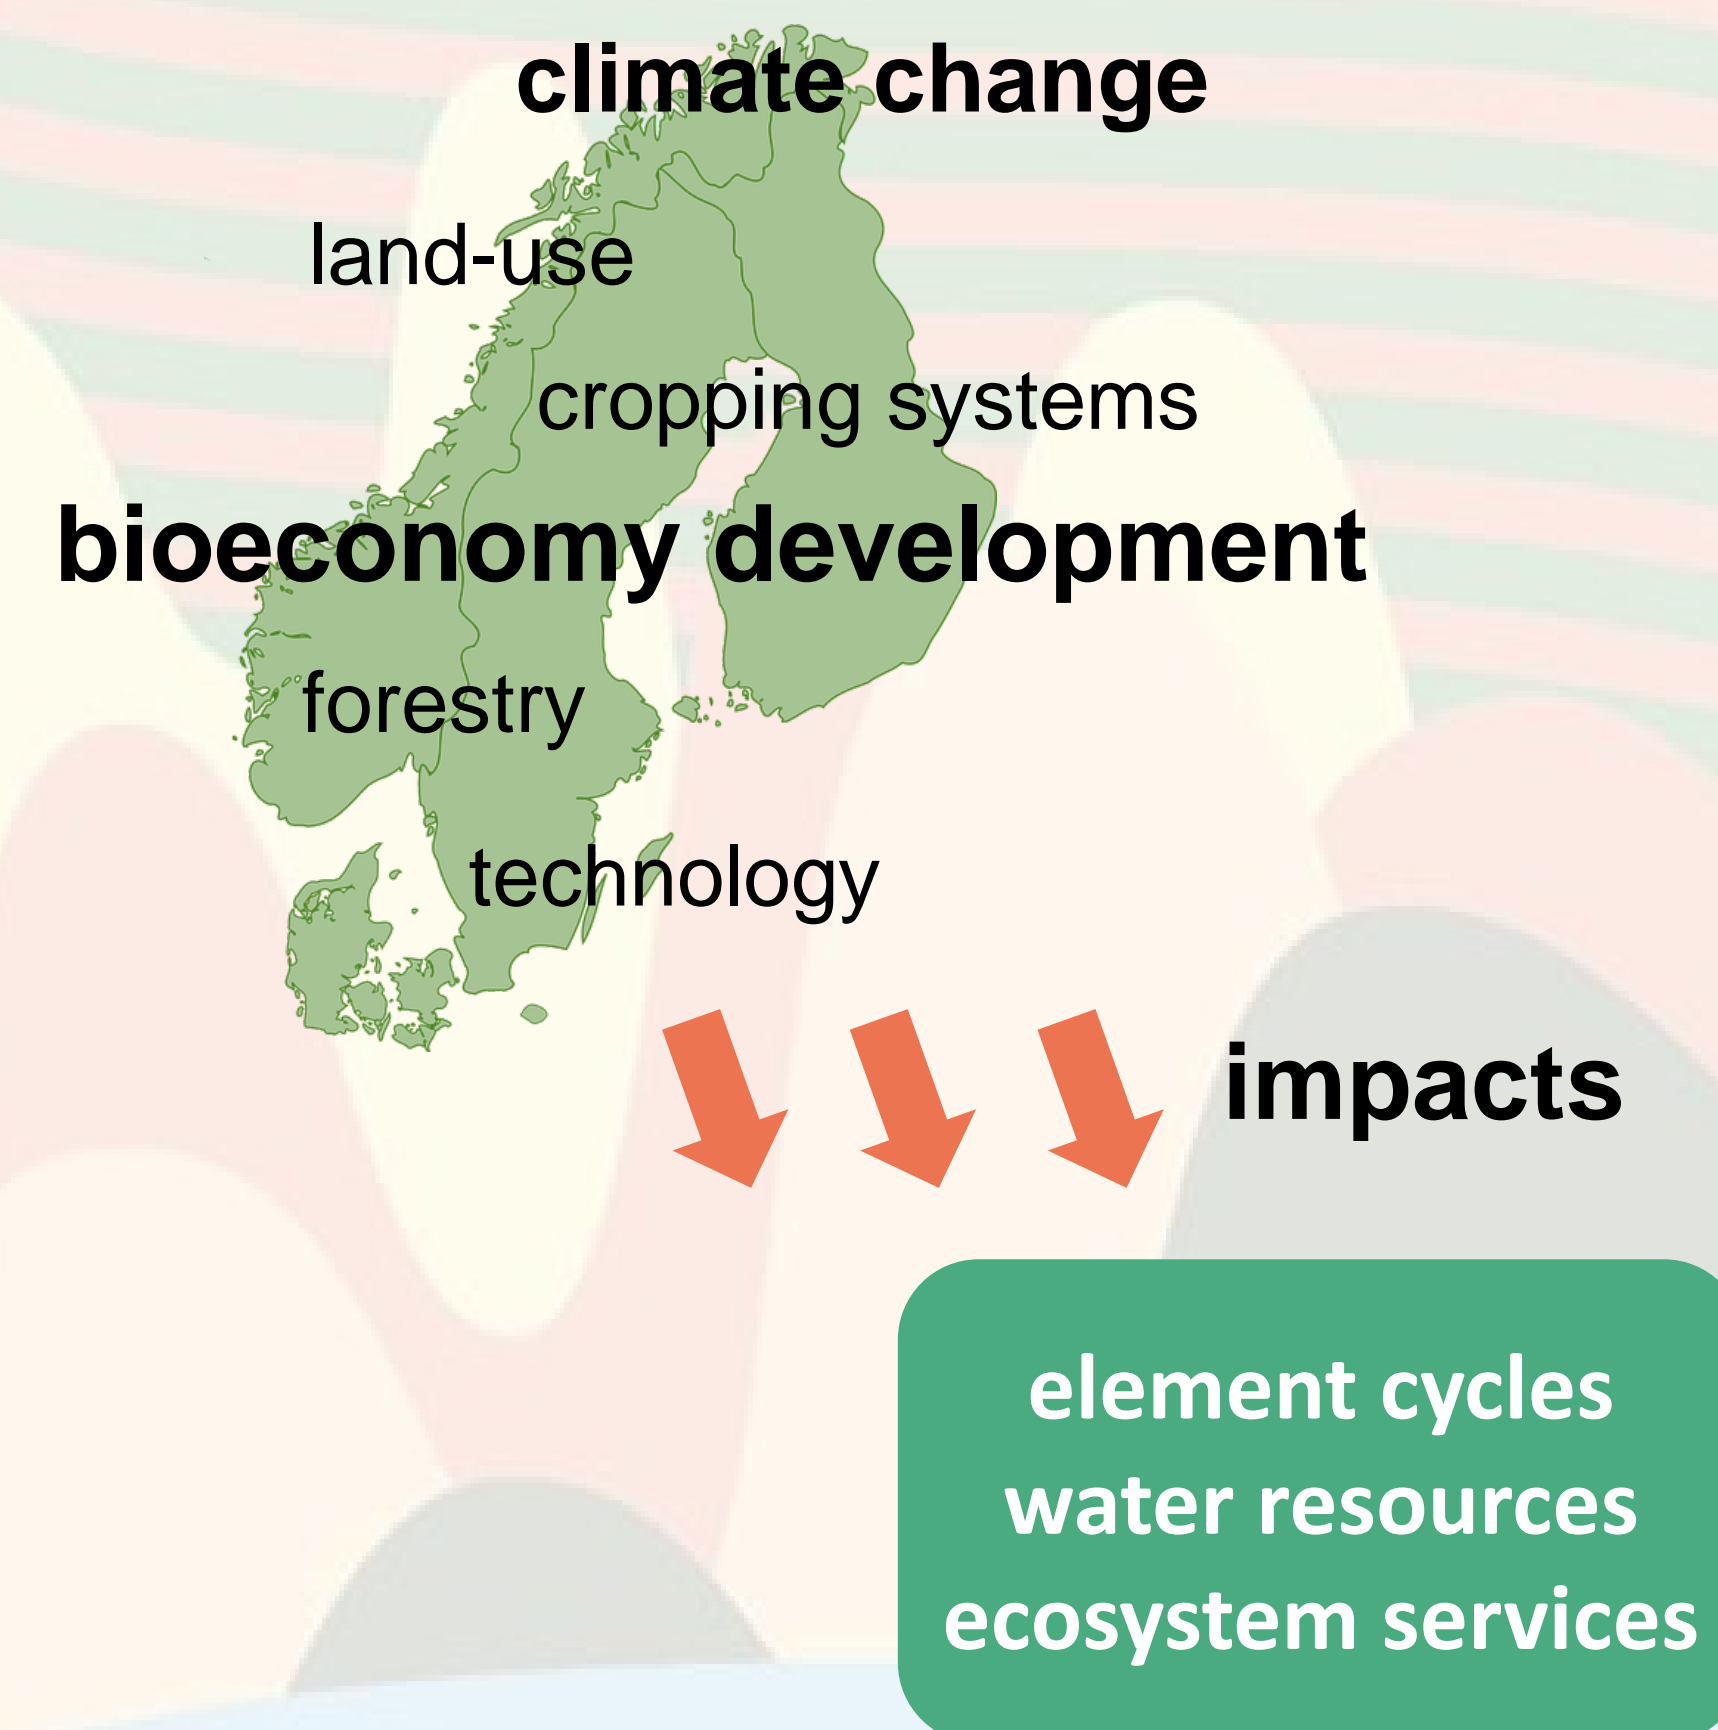 climate change
land-use
cropping systems
bioeconomy development
forestry
technology
impacts
element cycles
water resources
ecosystem services